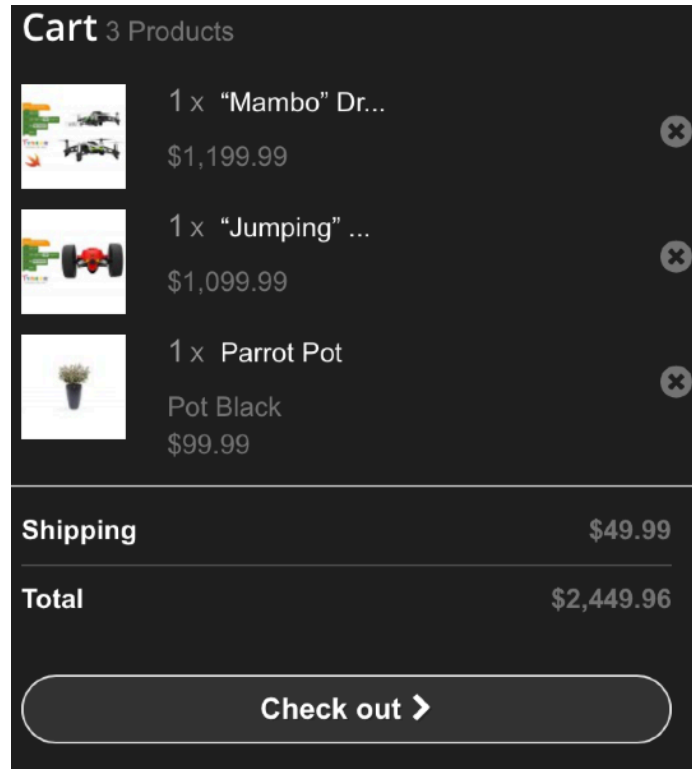 Cart 3 Products
1 x “Mambo” Dr...
$1,199.99
1 x “Jumping” ...
$1,099.99
1 x Parrot Pot
Pot Black
$99.99
Shipping $49.99
Total $2,449.96
Check out